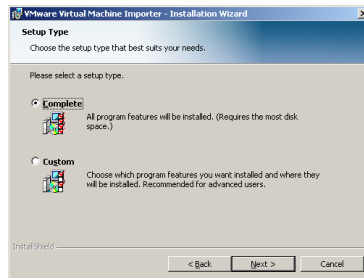 VMware Virtual Machine Importer - Installation Wizard
Setup Type
Choose the setup type that best suits your needs.
Please select a setup type.
Complete
All program features will be installed. (Requires the most disk
space.)
Custom
Choose which program features you want installed and where they
will be installed. Recommended for advanced users.
InstallShield
< Back
Next >
Cancel